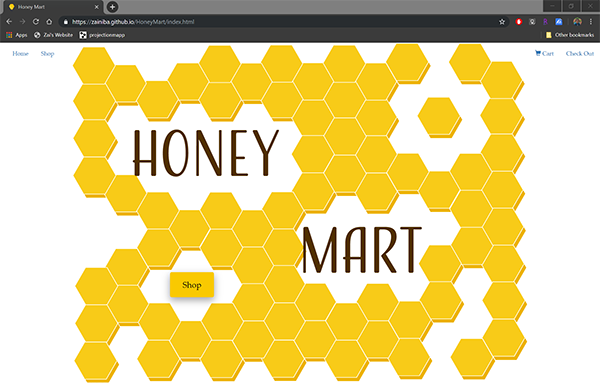 Honey Mart
https://zainiba.github.io/HoneyMart/index.html
Apps Zai's Website projectionmapp Other bookmarks
Home Shop Cart Check Out
HONEY
MART
Shop